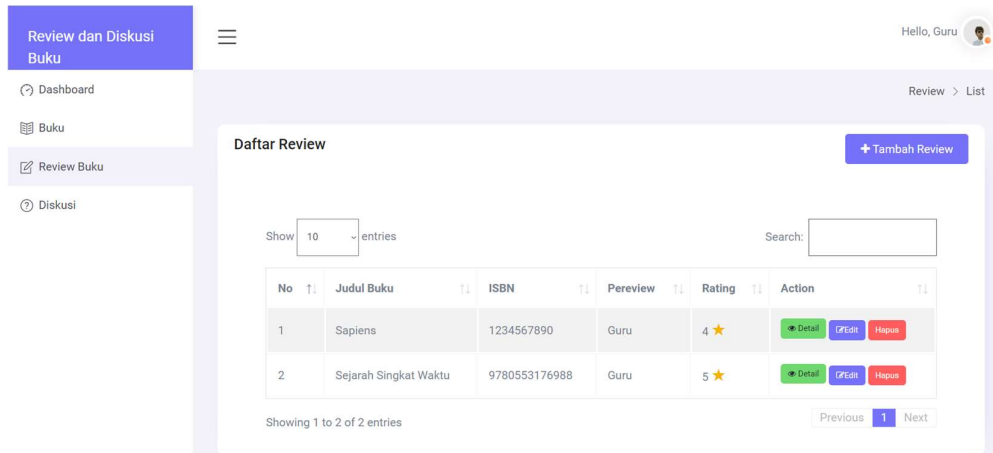 Review dan Diskusi
Buku
Hello, Guru
Dashboard
Buku
Review Buku
Diskusi
Review > List
Daftar Review
+ Tambah Review
Show 10 entries
Search:
No Judul Buku ISBN Pereview Rating Action
1 Sapiens 1234567890 Guru 4 Detail Edit Hapus
2 Sejarah Singkat Waktu 9780553176988 Guru 5 Detail Edit Hapus
Showing 1 to 2 of 2 entries
Previous 1 Next